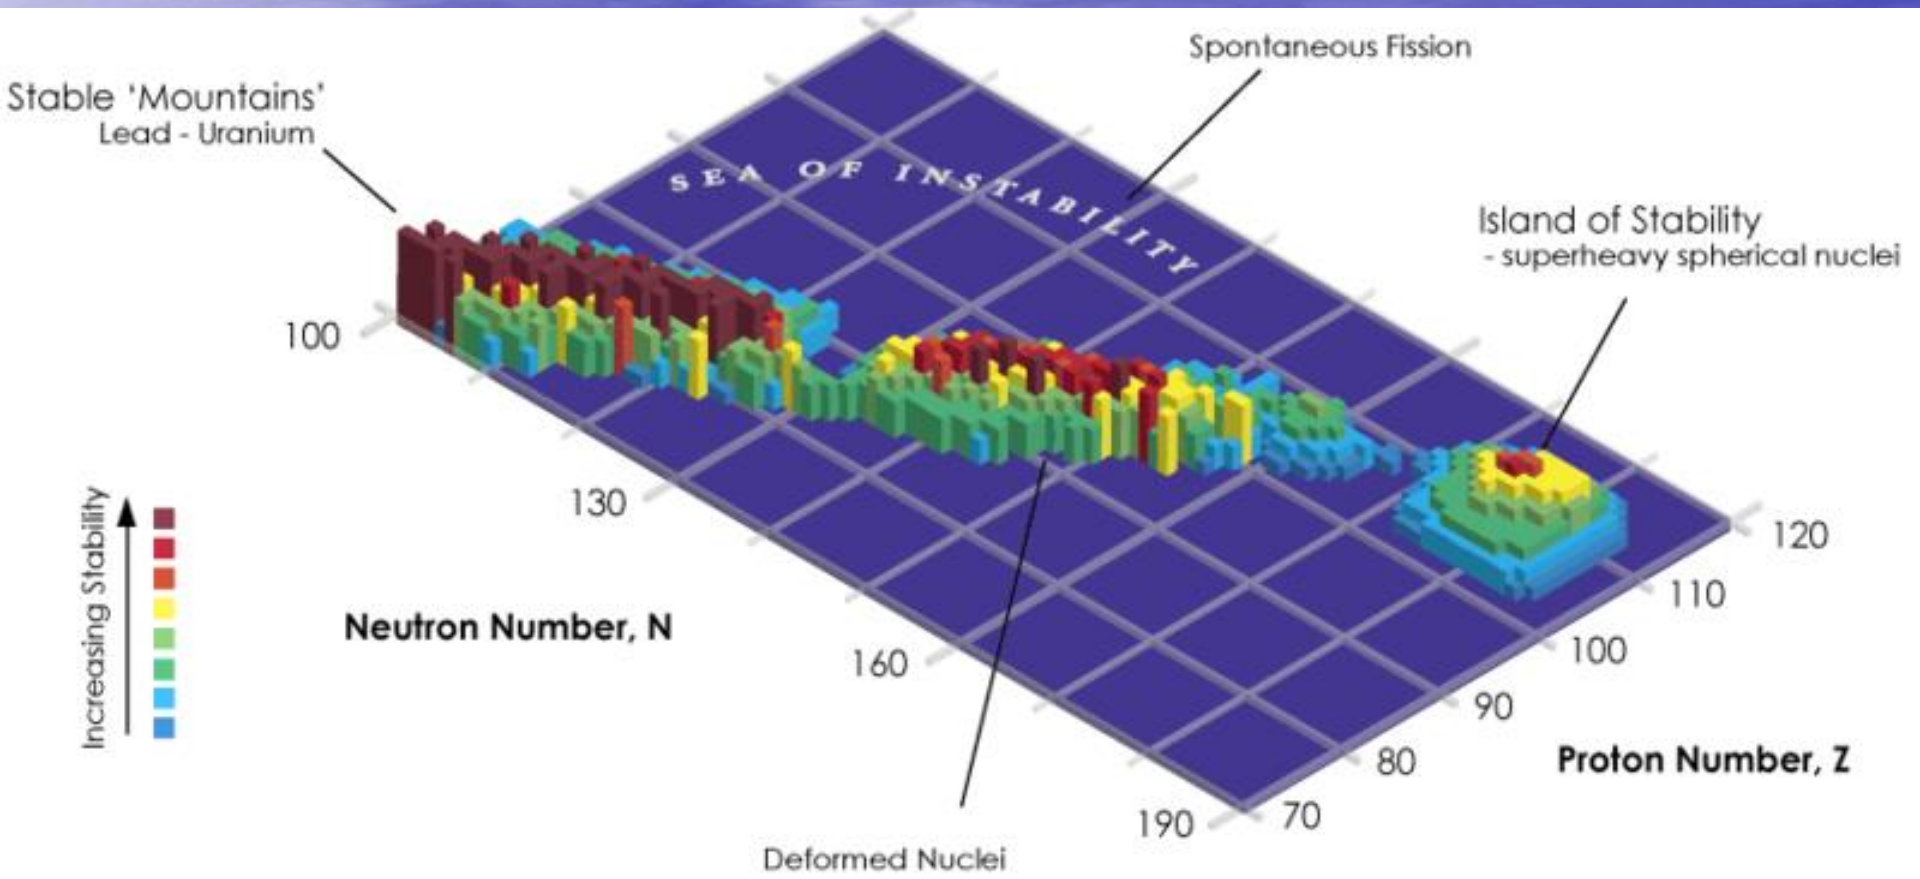 Spontaneous Fission
Stable 'Mountains'
Lead - Uranium
SEA OF INSTABILITY
Island of Stability
- superheavy spherical nuclei
100
130
160
190
Neutron Number, N
120
110
100
90
80
70
Proton Number, Z
Increasing Stability
Deformed Nuclei